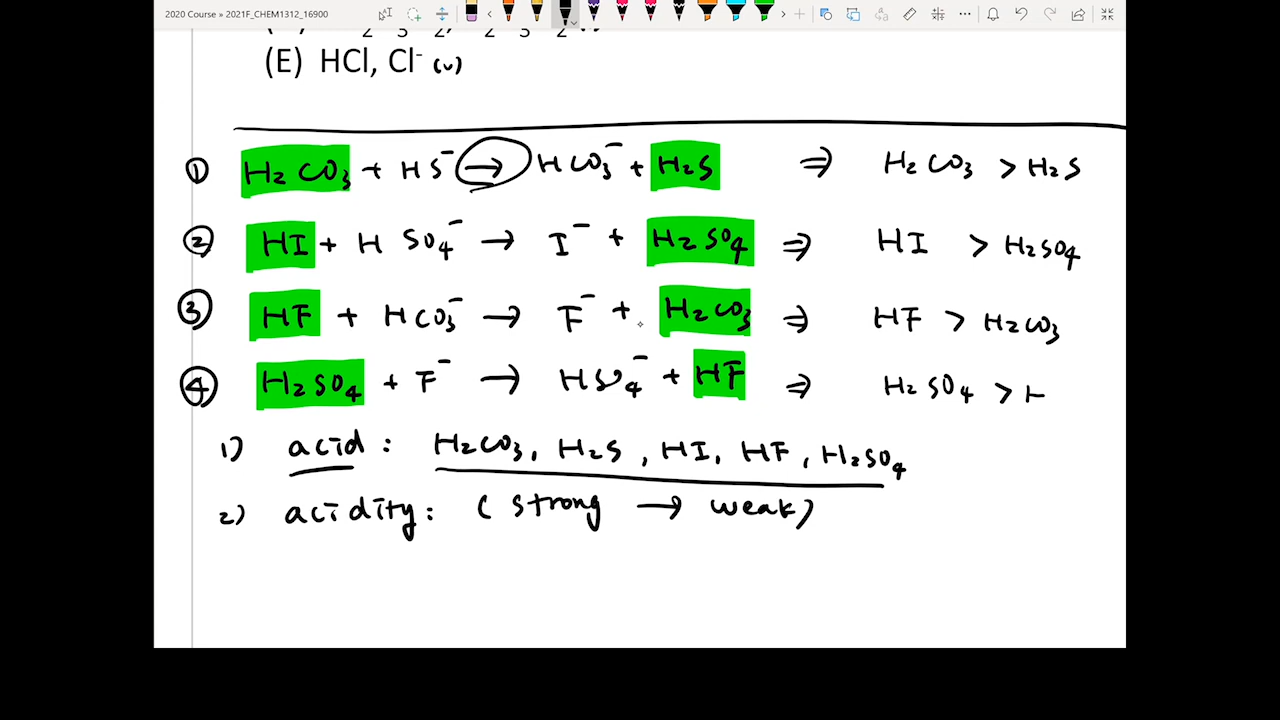 2020 Course » 2021F_CHEM1312_16900
(E) HCl, Cl⁻ (v)
① H₂CO₃ + HS⁻ → HCO₃⁻ + H₂S ⇒ H₂CO₃ > H₂S
② HI + HSO₄⁻ → I⁻ + H₂SO₄ ⇒ HI > H₂SO₄
③ HF + HCO₃⁻ → F⁻ + H₂CO₃ ⇒ HF > H₂CO₃
④ H₂SO₄ + F⁻ → HSO₄⁻ + HF ⇒ H₂SO₄ > H
1) acid : H₂CO₃, H₂S, HI, HF, H₂SO₄
2) acidity : (strong → weak)